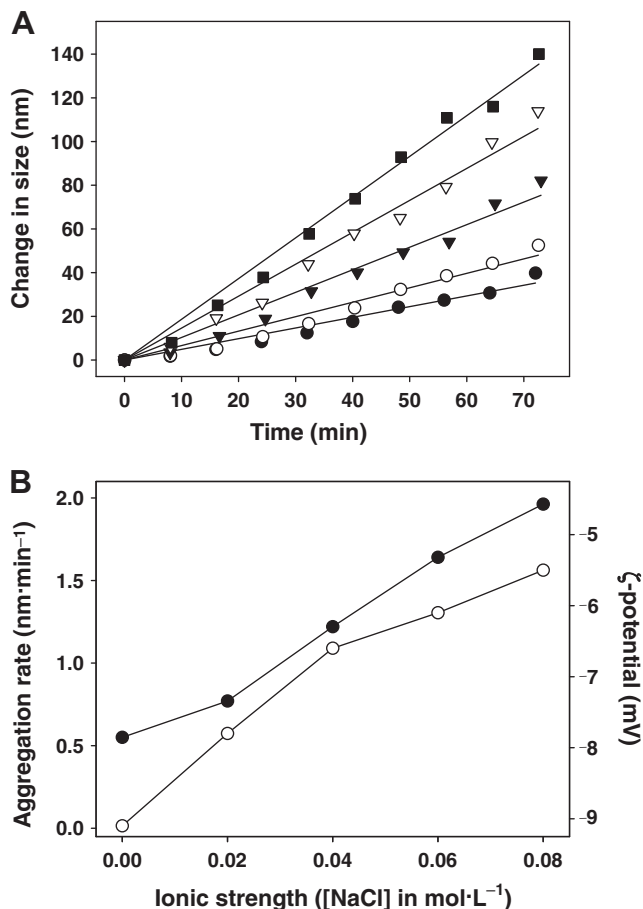 A
140
120
100
80
60
40
20
0
Change in size (nm)
0 10 20 30 40 50 60 70
Time (min)
B
2.0
1.5
1.0
0.5
0.0
Aggregation rate (nm·min⁻¹)
−5
−6
−7
−8
−9
ζ-potential (mV)
0.00 0.02 0.04 0.06 0.08
Ionic strength ([NaCl] in mol·L⁻¹)